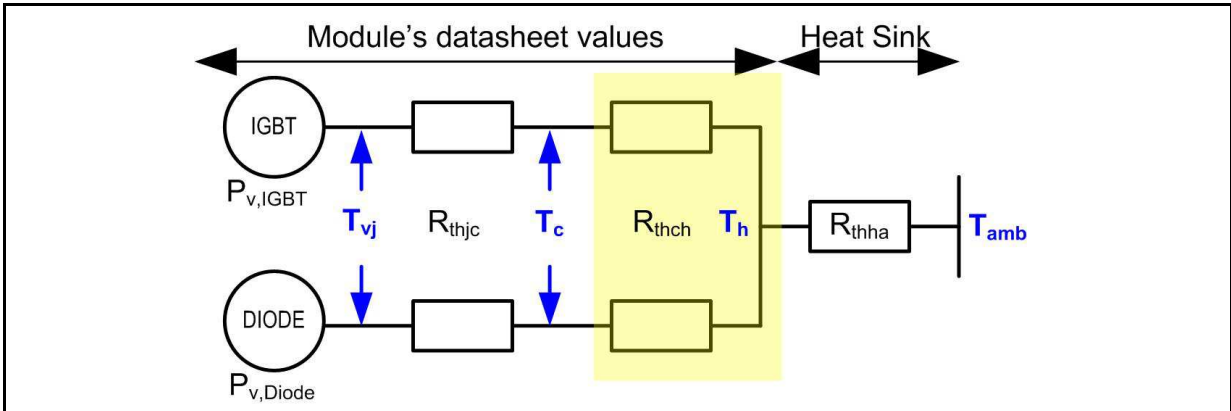 Module's datasheet values
Heat Sink
IGBT
P_v,IGBT
T_vj
R_thjc
T_c
R_thch
T_h
R_thha
T_amb
DIODE
P_v,Diode